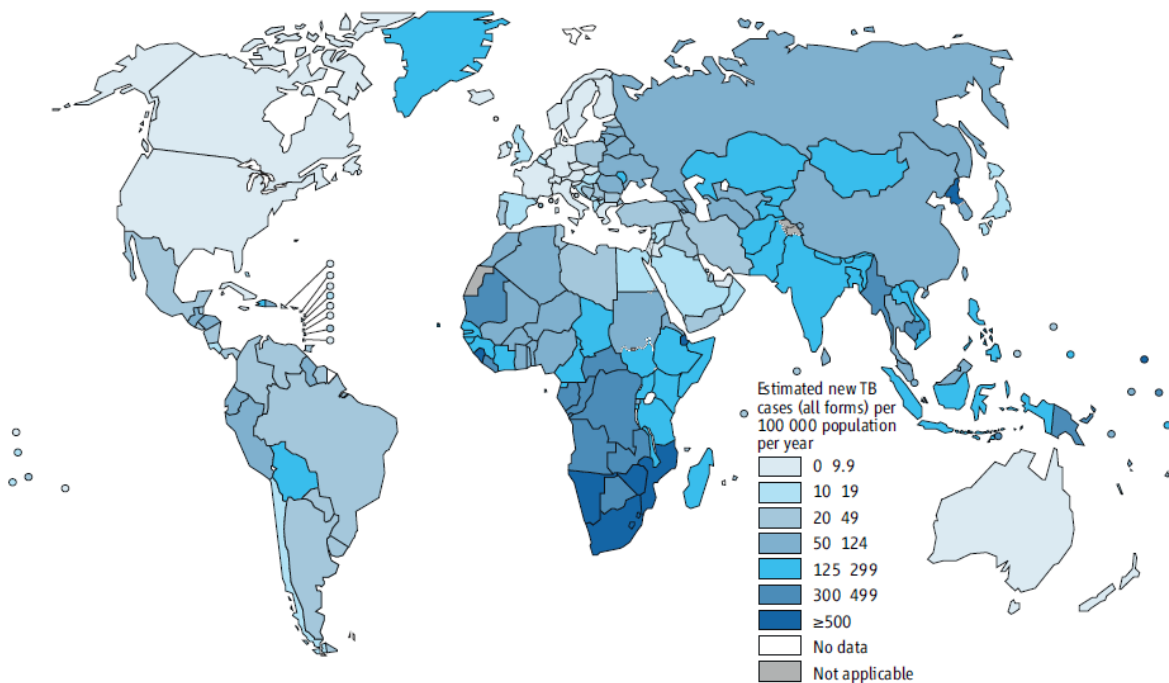 Estimated new TB
cases (all forms) per
100 000 population
per year
0 9.9
10 19
20 49
50 124
125 299
300 499
≥500
No data
Not applicable